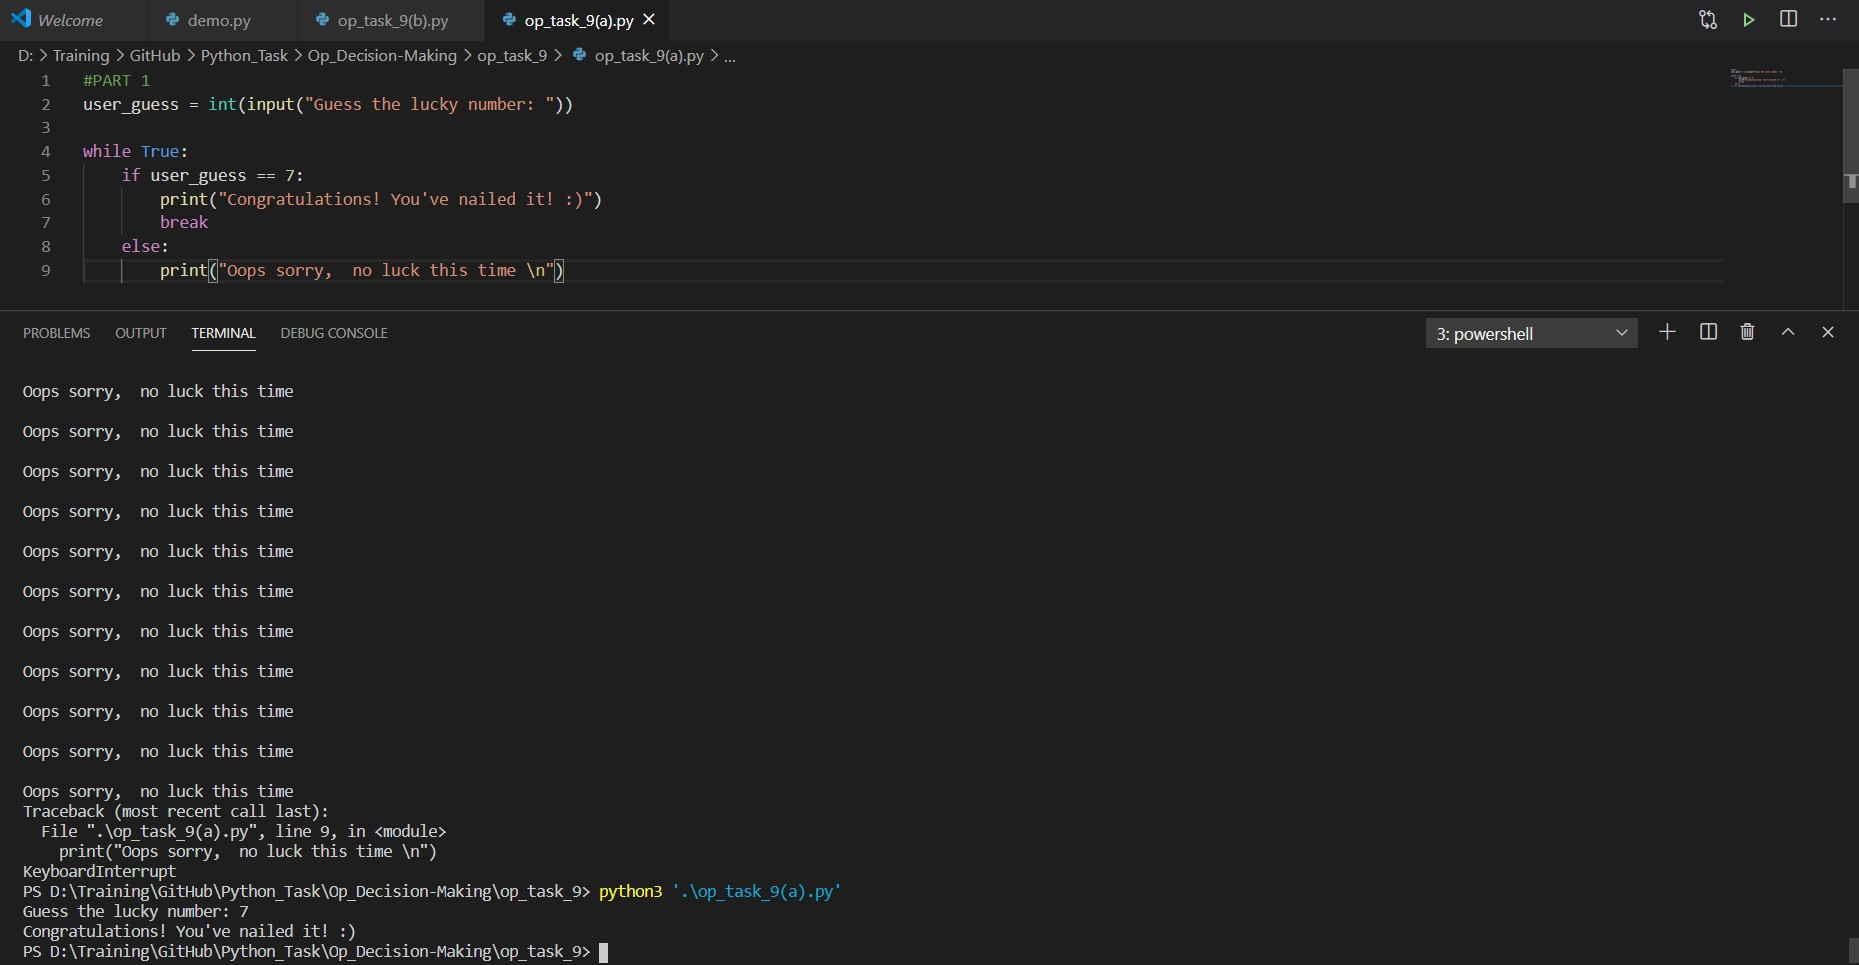 Welcome demo.py op_task_9(b).py op_task_9(a).py
D: > Training > GitHub > Python_Task > Op_Decision-Making > op_task_9 > op_task_9(a).py > ...
1 #PART 1
2 user_guess = int(input("Guess the lucky number: "))
3
4 while True:
5     if user_guess == 7:
6         print("Congratulations! You've nailed it! :)")
7         break
8     else:
9         print("Oops sorry,  no luck this time \n")
PROBLEMS OUTPUT TERMINAL DEBUG CONSOLE 3: powershell
Oops sorry,  no luck this time
Oops sorry,  no luck this time
Oops sorry,  no luck this time
Oops sorry,  no luck this time
Oops sorry,  no luck this time
Oops sorry,  no luck this time
Oops sorry,  no luck this time
Oops sorry,  no luck this time
Oops sorry,  no luck this time
Oops sorry,  no luck this time
Oops sorry,  no luck this time
Traceback (most recent call last):
  File ".\op_task_9(a).py", line 9, in <module>
    print("Oops sorry,  no luck this time \n")
KeyboardInterrupt
PS D:\Training\GitHub\Python_Task\Op_Decision-Making\op_task_9> python3 '.\op_task_9(a).py'
Guess the lucky number: 7
Congratulations! You've nailed it! :)
PS D:\Training\GitHub\Python_Task\Op_Decision-Making\op_task_9>